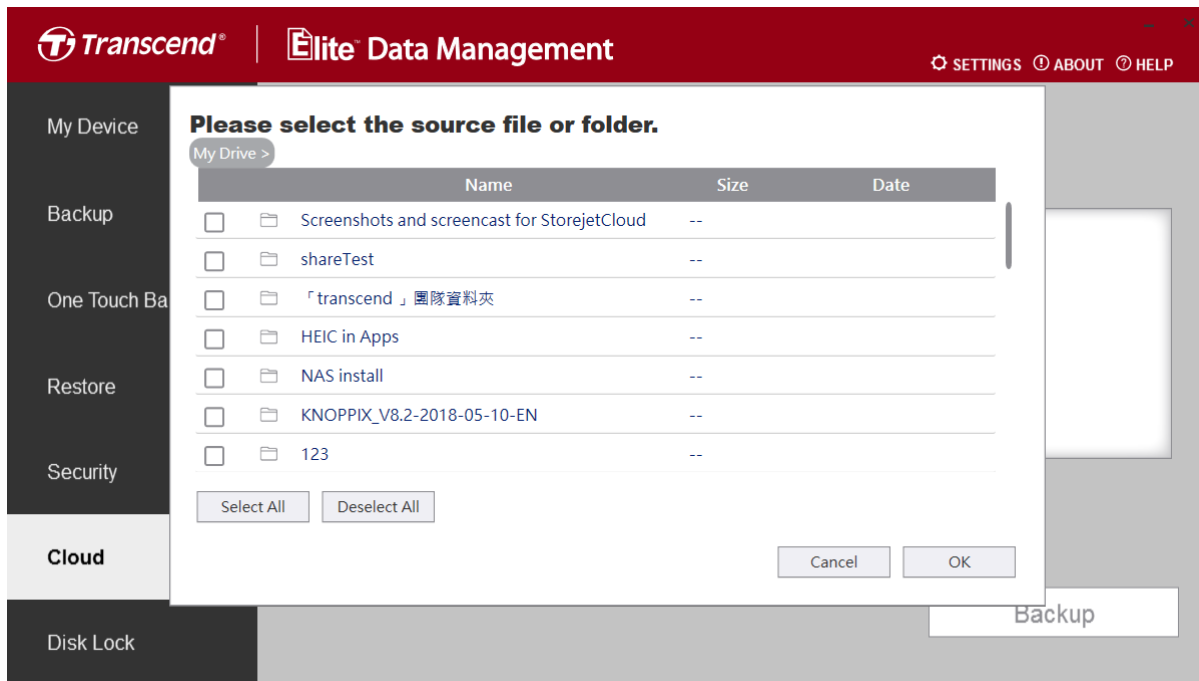 Transcend® Elite™ Data Management
SETTINGS ABOUT HELP
My Device
Backup
One Touch Ba
Restore
Security
Cloud
Disk Lock
Please select the source file or folder.
My Drive >
Name Size Date
Screenshots and screencast for StorejetCloud --
shareTest --
「transcend 」團隊資料夾 --
HEIC in Apps --
NAS install --
KNOPPIX_V8.2-2018-05-10-EN --
123 --
Select All Deselect All
Cancel OK
Backup